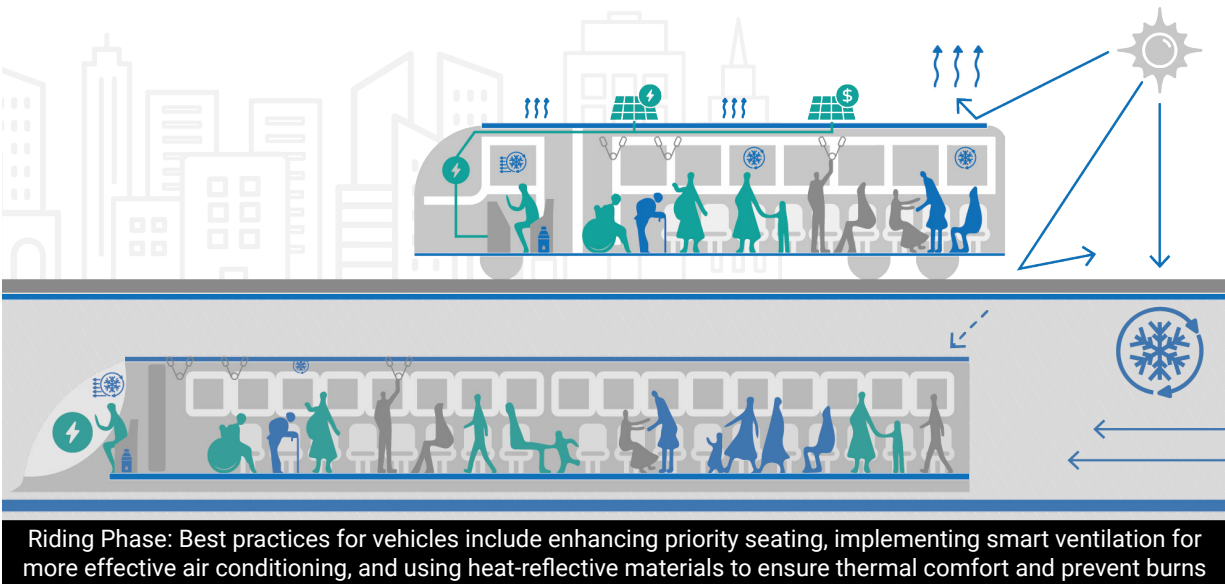 $
Riding Phase: Best practices for vehicles include enhancing priority seating, implementing smart ventilation for
more effective air conditioning, and using heat-reflective materials to ensure thermal comfort and prevent burns